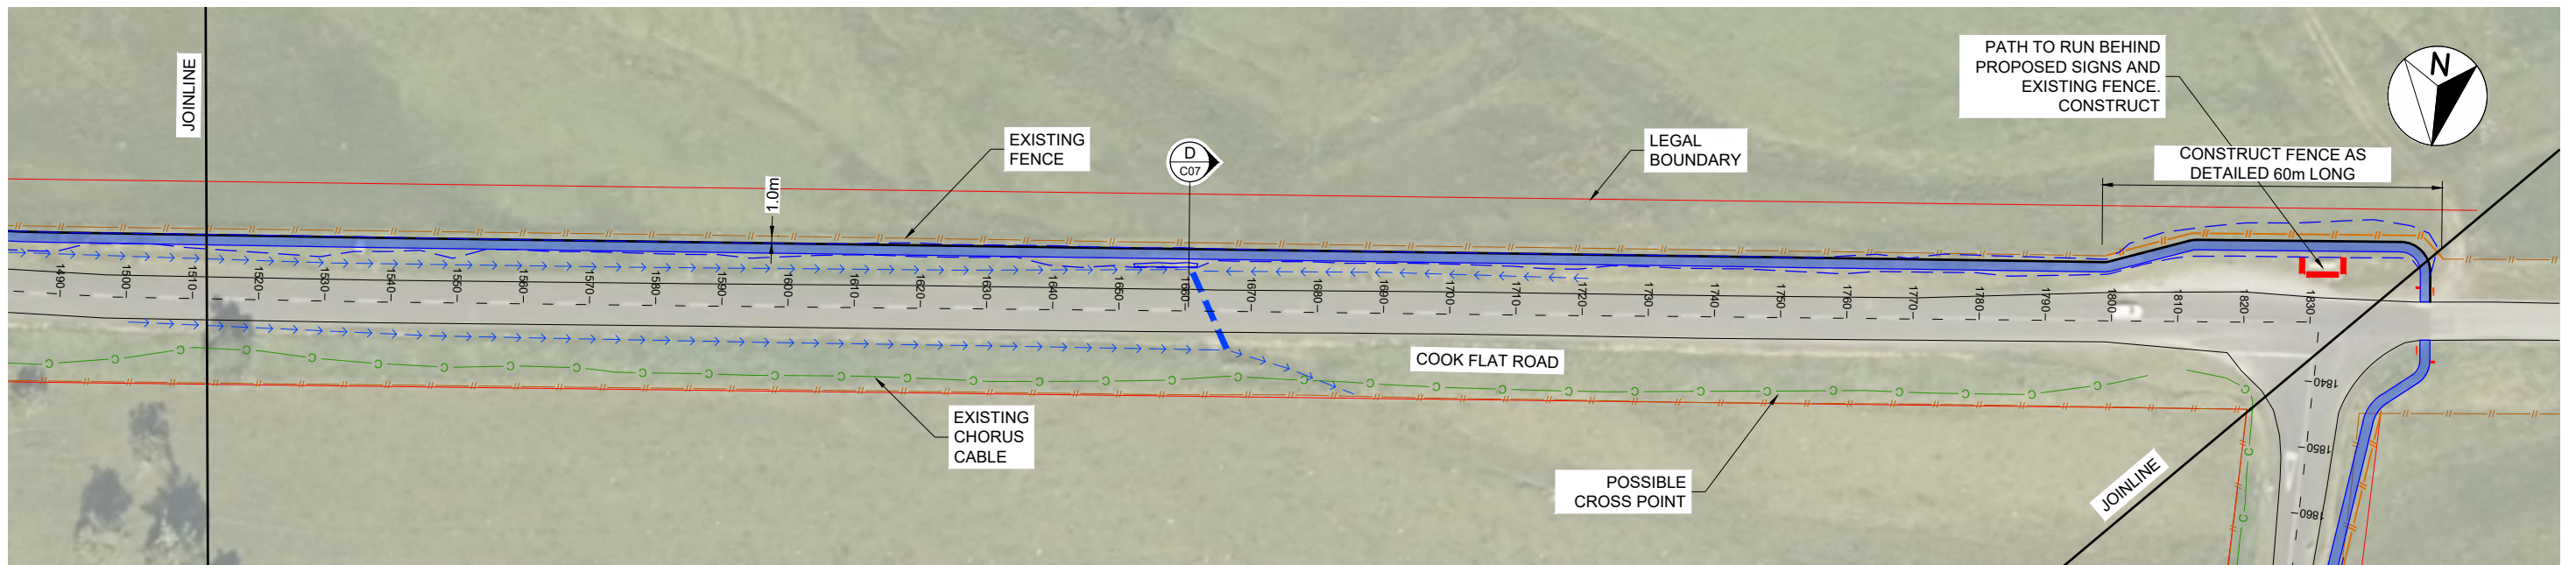 JOINLINE
EXISTING
FENCE
D
C07
1.0m
LEGAL
BOUNDARY
PATH TO RUN BEHIND
PROPOSED SIGNS AND
EXISTING FENCE.
CONSTRUCT
N
CONSTRUCT FENCE AS
DETAILED 60m LONG
1490
1500
1510
1520
1530
1540
1550
1560
1570
1580
1590
1600
1610
1620
1630
1640
1650
1660
1670
1680
1690
1700
1710
1720
1730
1740
1750
1760
1770
1780
1790
1800
1810
1820
1830
1840
1850
1860
COOK FLAT ROAD
EXISTING
CHORUS
CABLE
POSSIBLE
CROSS POINT
JOINLINE
C C C C C C C C C C C C C C C C C C C C C C C C C C C C C C C C C C C C